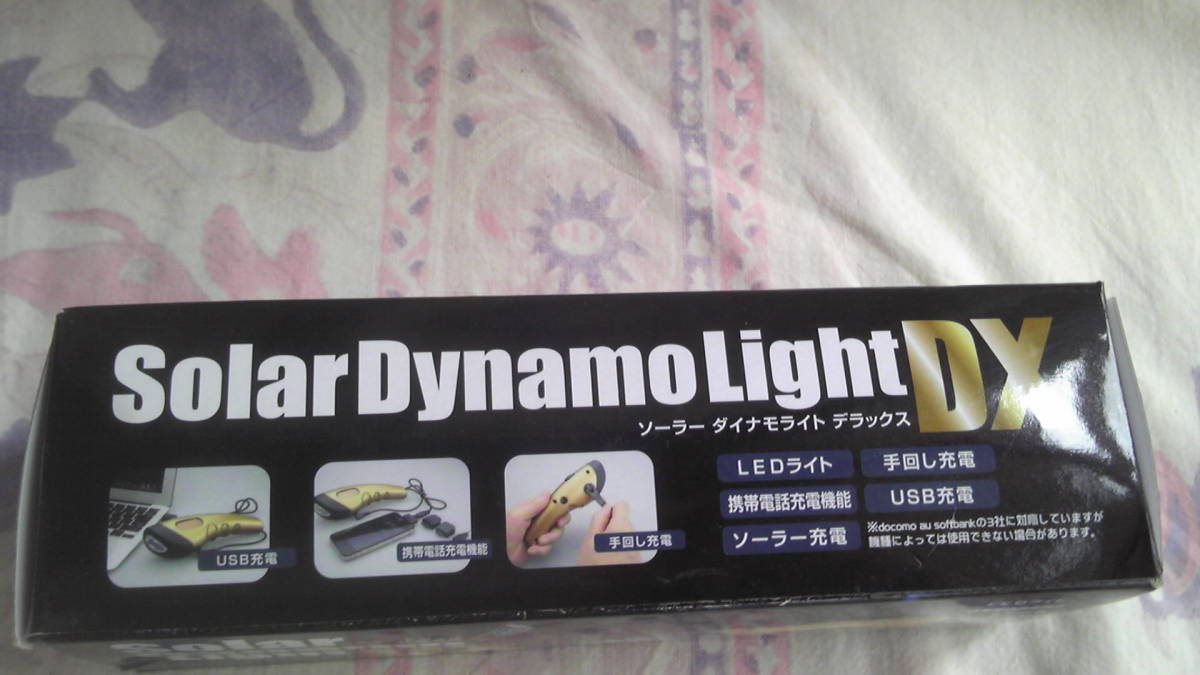 Solar Dynamo Light DX
ソーラー ダイナモライト デラックス
LEDライト
手回し充電
携帯電話充電機能
USB充電
ソーラー充電
※docomo au softbankの3社に対応していますが
機種によっては使用できない場合があります。
USB充電
携帯電話充電機能
手回し充電
Solar